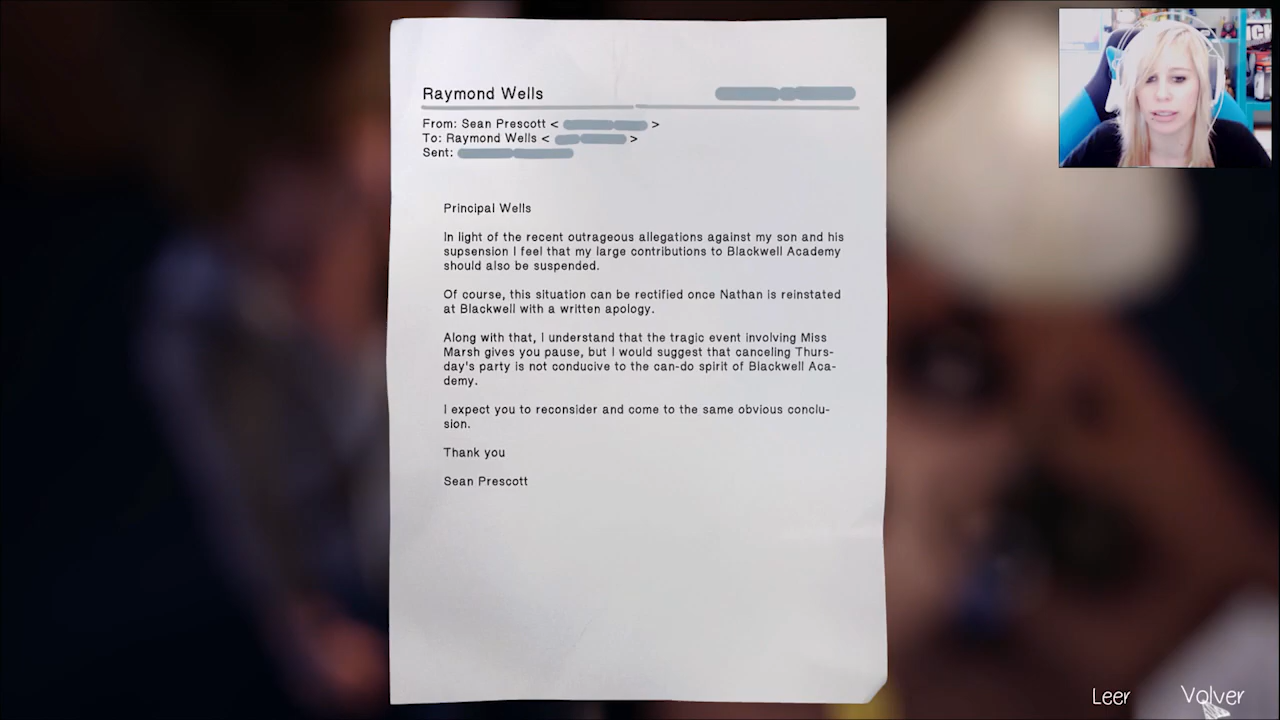 Raymond Wells
From: Sean Prescott < >
To: Raymond Wells < >
Sent:
Principal Wells
In light of the recent outrageous allegations against my son and his
supsension I feel that my large contributions to Blackwell Academy
should also be suspended.
Of course, this situation can be rectified once Nathan is reinstated
at Blackwell with a written apology.
Along with that, I understand that the tragic event involving Miss
Marsh gives you pause, but I would suggest that canceling Thurs-
day's party is not conducive to the can-do spirit of Blackwell Aca-
demy.
I expect you to reconsider and come to the same obvious conclu-
sion.
Thank you
Sean Prescott
Leer Volver